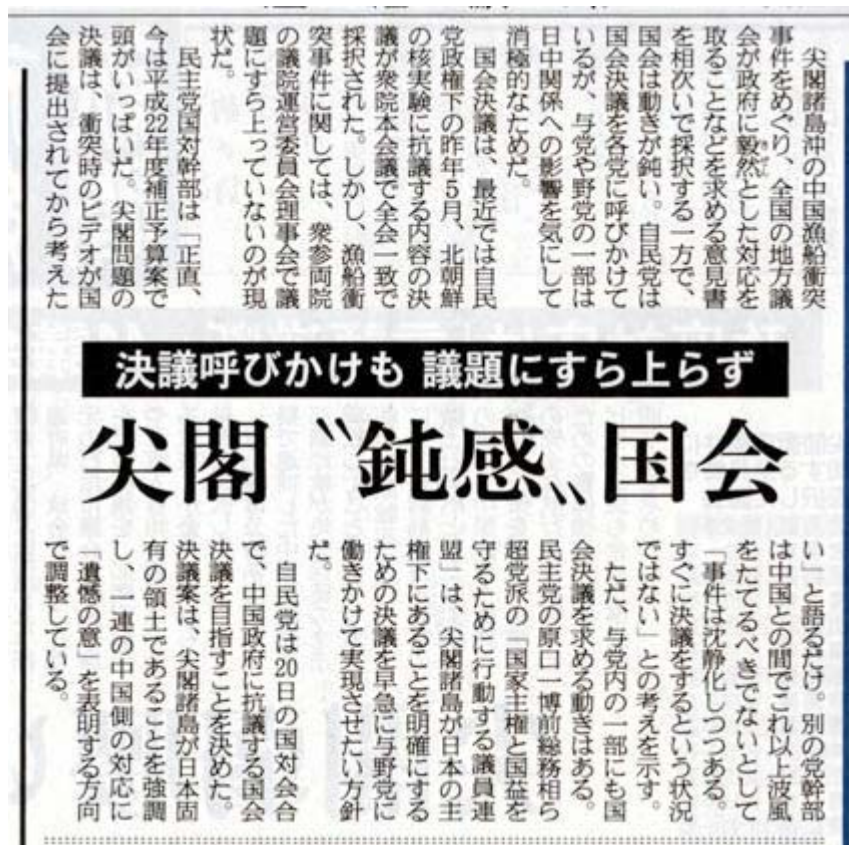 決議呼びかけも 議題にすら上らず
尖閣〝鈍感〟国会
尖閣諸島沖の中国漁船衝突
事件をめぐり、全国の地方議
会が政府に毅然とした対応を
きぜん
取ることなどを求める意見書
を相次いで採択する一方で、
国会は動きが鈍い。自民党は
国会決議を各党に呼びかけて
いるが、与党や野党の一部は
日中関係への影響を気にして
消極的なためだ。
国会決議は、最近では自民
党政権下の昨年5月、北朝鮮
の核実験に抗議する内容の決
議が衆院本会議で全会一致で
採択された。しかし、漁船衝
突事件に関しては、衆参両院
の議院運営委員会理事会で議
題にすら上っていないのが現
状だ。
民主党国対幹部は「正直、
今は平成22年度補正予算案で
頭がいっぱいだ。尖閣問題の
決議は、衝突時のビデオが国
会に提出されてから考えた
い」と語るだけ。別の党幹部
は中国との間でこれ以上波風
をたてるべきでないとして
「事件は沈静化しつつある。
すぐに決議をするという状況
ではない」との考えを示す。
ただ、与党内の一部にも国
会決議を求める動きはある。
民主党の原口一博前総務相ら
超党派の「国家主権と国益を
守るために行動する議員連
盟」は、尖閣諸島が日本の主
権下にあることを明確にする
ための決議を早急に与野党に
働きかけて実現させたい方針
だ。
自民党は20日の国対会合
で、中国政府に抗議する国会
決議を目指すことを決めた。
決議案は、尖閣諸島が日本固
有の領土であることを強調
し、一連の中国側の対応に
「遺憾の意」を表明する方向
で調整している。